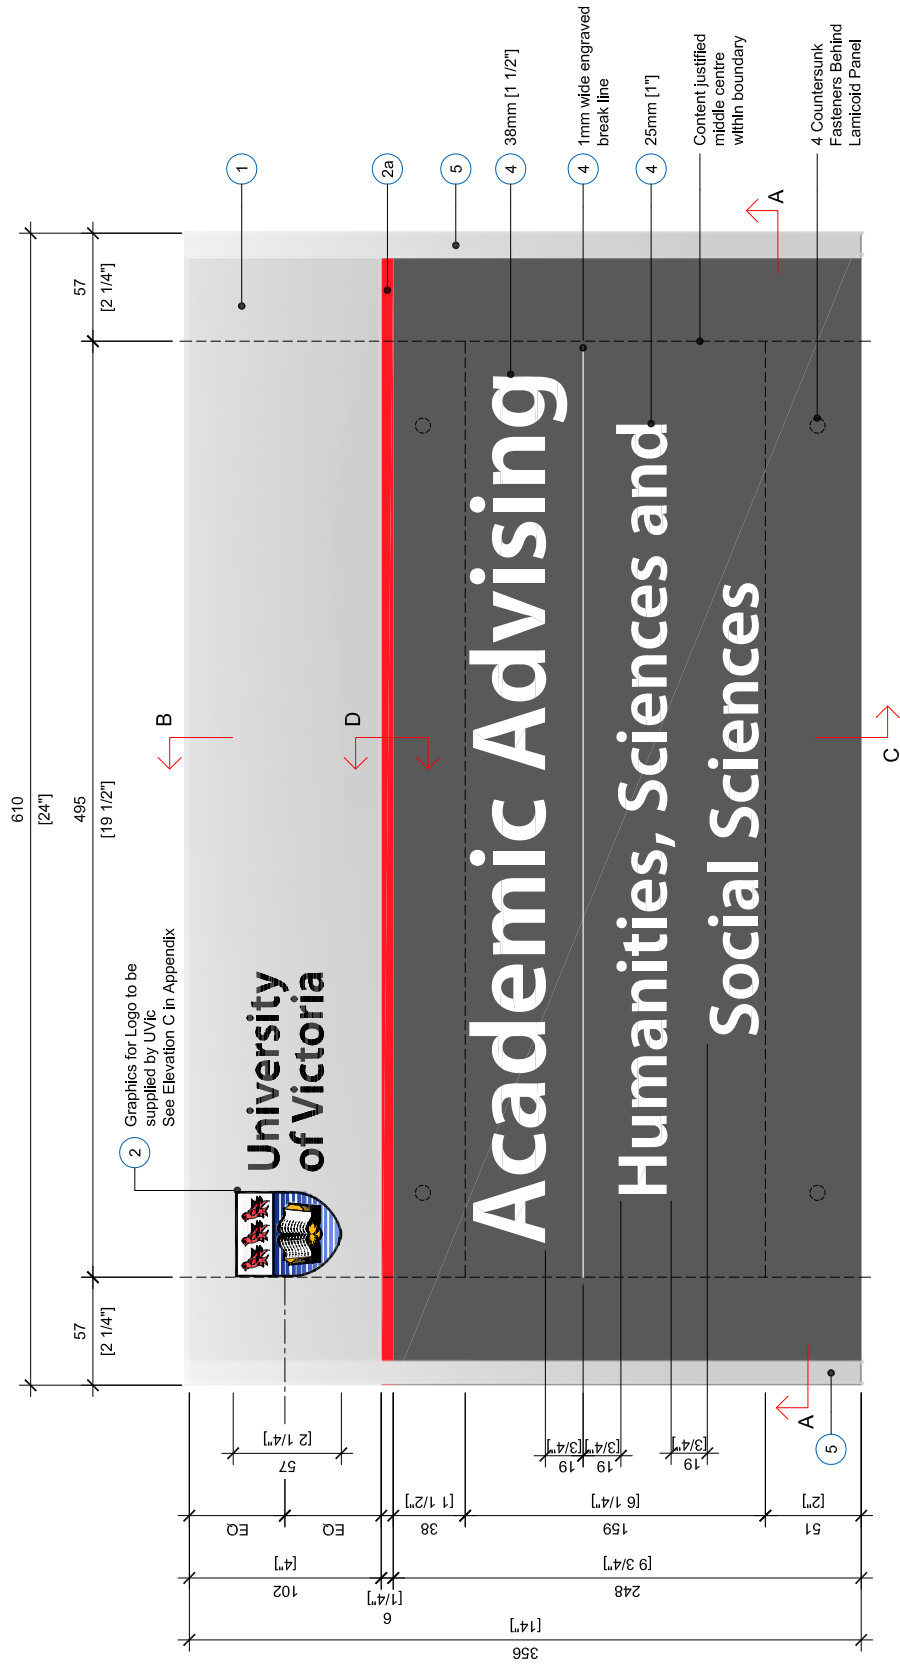 610
[24"]
57
[2 1/4"]
495
[19 1/2"]
57
[2 1/4"]
2
Graphics for Logo to be
supplied by UVic
See Elevation C in Appendix
B
D
University
of Victoria
Academic Advising
Humanities, Sciences and
Social Sciences
1
2a
5
4
38mm [1 1/2"]
4
1mm wide engraved
break line
4
25mm [1"]
Content justified
middle centre
within boundary
4 Countersunk
Fasteners Behind
Lamicoid Panel
A
A
C
5
57
[2 1/4"]
19
[3/4"]
19
[3/4"]
19
[3/4"]
EQ
EQ
38
[1 1/2"]
159
[6 1/4"]
51
[2"]
102
[4"]
6
[1/4"]
248
[9 3/4"]
356
[14"]